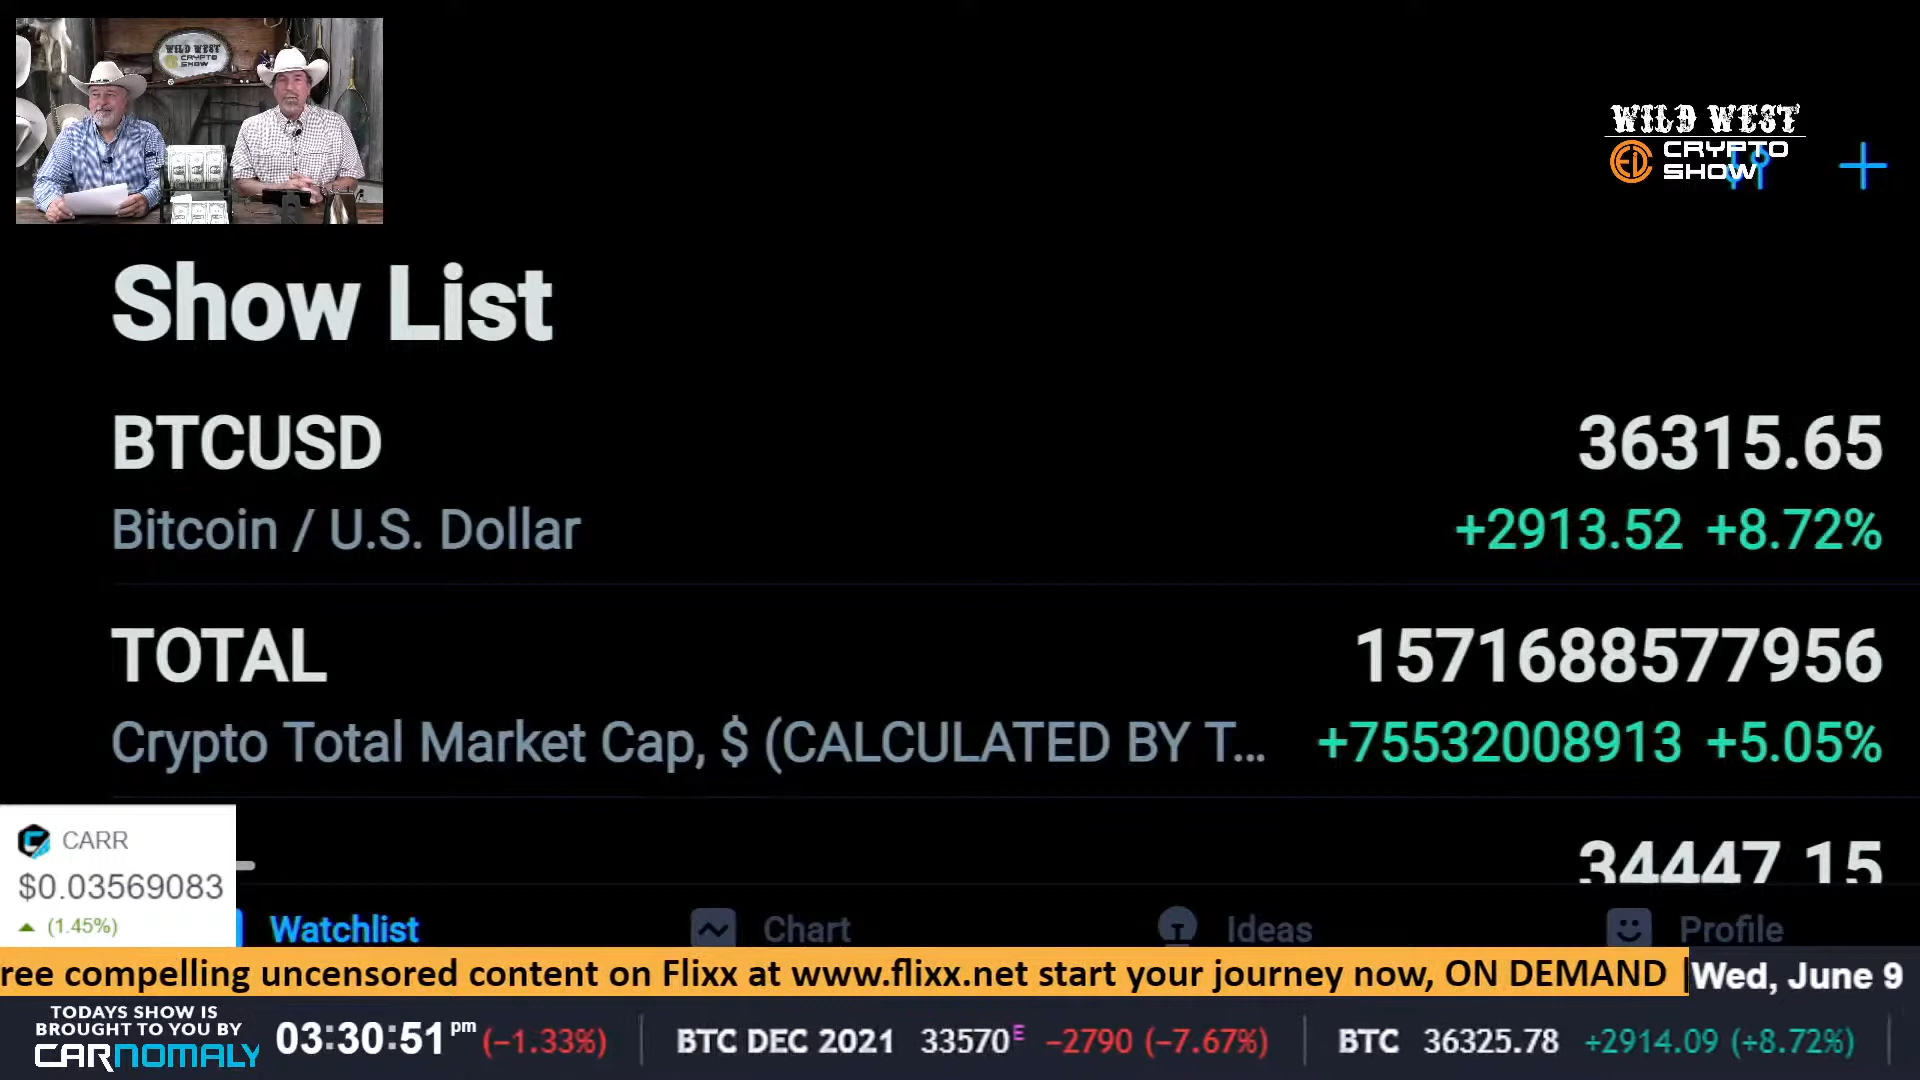 WILD WEST
CRYPTO
SHOW
WILD WEST
CRYPTO
SHOW
Show List
BTCUSD
36315.65
Bitcoin / U.S. Dollar
+2913.52 +8.72%
TOTAL
1571688577956
Crypto Total Market Cap, $ (CALCULATED BY T...
+75532008913 +5.05%
34447.15
CARR
$0.03569083
(1.45%)
Watchlist
Chart
Ideas
Profile
ree compelling uncensored content on Flixx at www.flixx.net start your journey now, ON DEMAND |
Wed, June 9
TODAYS SHOW IS
BROUGHT TO YOU BY
CARNOMALY
03:30:51 pm
(−1.33%)
BTC DEC 2021 33570 E −2790 (−7.67%)
BTC 36325.78 +2914.09 (+8.72%)